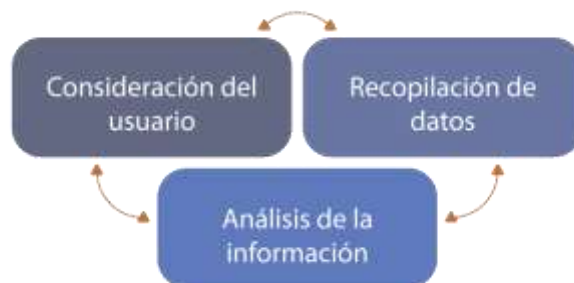 Consideración del
usuario
Recopilación de
datos
Análisis de la
información